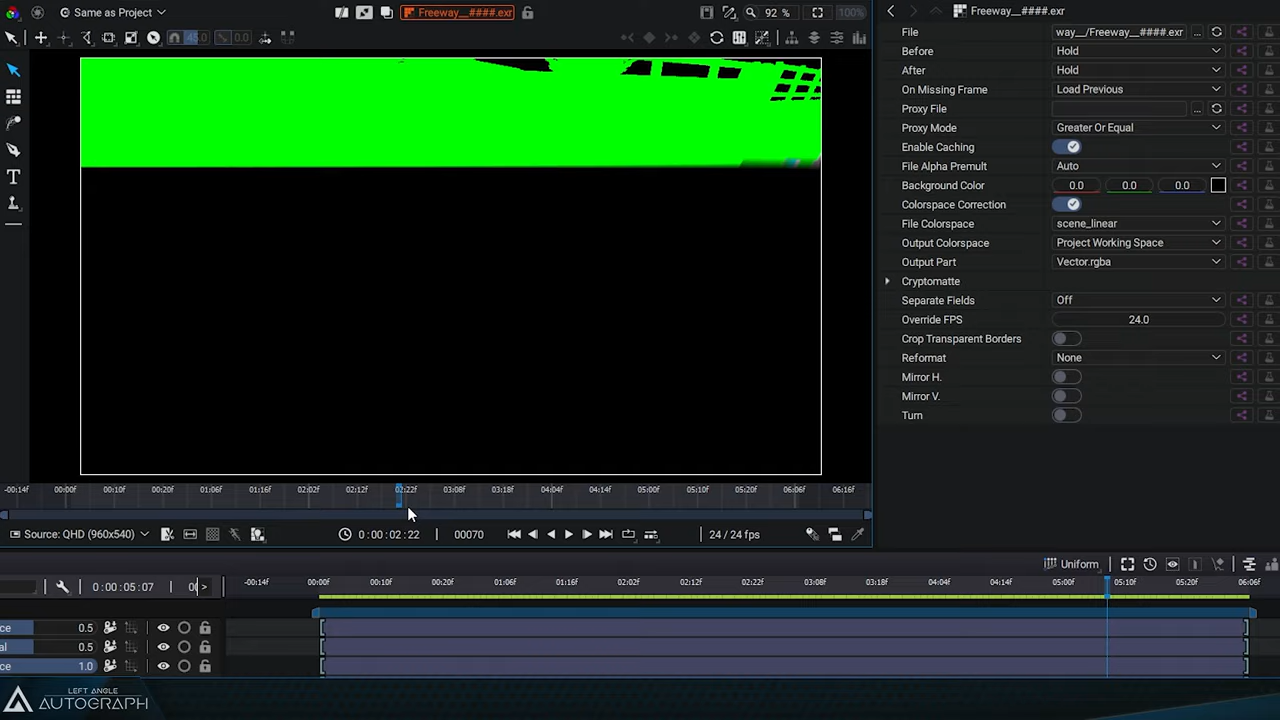 Same as Project
Freeway__####.exr
92 %
100%
Freeway__####.exr
45.0
0.0
File
way__/Freeway__####.exr
...
Before
Hold
After
Hold
On Missing Frame
Load Previous
Proxy File
...
Proxy Mode
Greater Or Equal
Enable Caching
File Alpha Premult
Auto
Background Color
0.0
0.0
0.0
Colorspace Correction
File Colorspace
scene_linear
Output Colorspace
Project Working Space
Output Part
Vector.rgba
Cryptomatte
Separate Fields
Off
Override FPS
24.0
Crop Transparent Borders
Reformat
None
Mirror H.
Mirror V.
Turn
-00:14f 00:00f 00:10f 00:20f 01:06f 01:16f 02:02f 02:12f 02:22f 03:08f 03:18f 04:04f 04:14f 05:00f 05:20f 06:06f 06:16f
Source: QHD (960x540)
0:00:02:22
00070
24 / 24 fps
Uniform
0:00:05:07
00
>
-00:14f 00:00f 00:10f 00:20f 01:06f 01:16f 02:02f 02:12f 02:22f 03:08f 03:18f 04:04f 04:14f 05:00f 05:10f 05:20f 06:06f
ce 0.5
al 0.5
ce 1.0
LEFT ANGLE
AUTOGRAPH